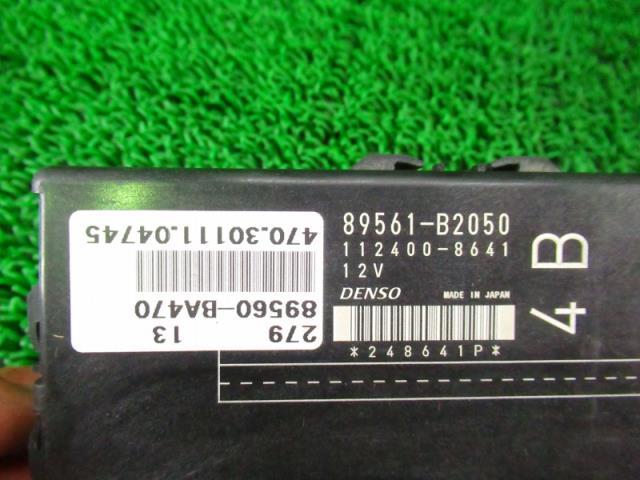 89561-B2050
112400-8641
12V
DENSO MADE IN JAPAN
*248641P*
4B
279
13
89560-BA470
470.30111.04745